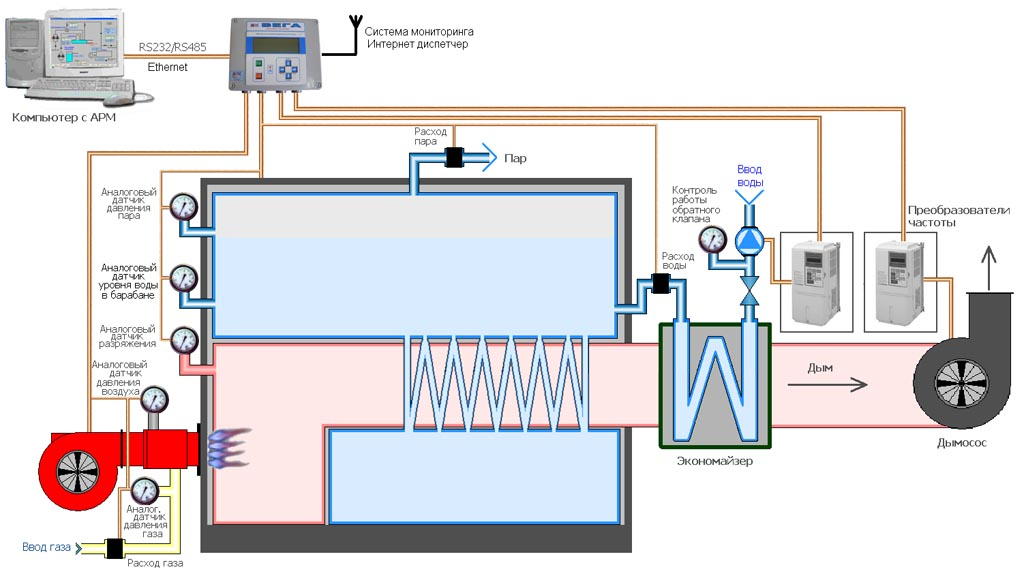 RS232/RS485
Ethernet
ВЕГА
Система мониторинга
Интернет диспетчер
Компьютер с АРМ
Расход
пара
Пар
Аналоговый
датчик
давления
пара
Аналоговый
датчик
уровня воды
в барабане
Аналоговый
датчик
разряжения
Аналоговый
датчик
давления
воздуха
Аналог.
датчик
давления
газа
Ввод газа
Расход газа
Контроль
работы
обратного
клапана
Ввод
воды
Расход
воды
Преобразователи
частоты
Дым
Экономайзер
Дымосос